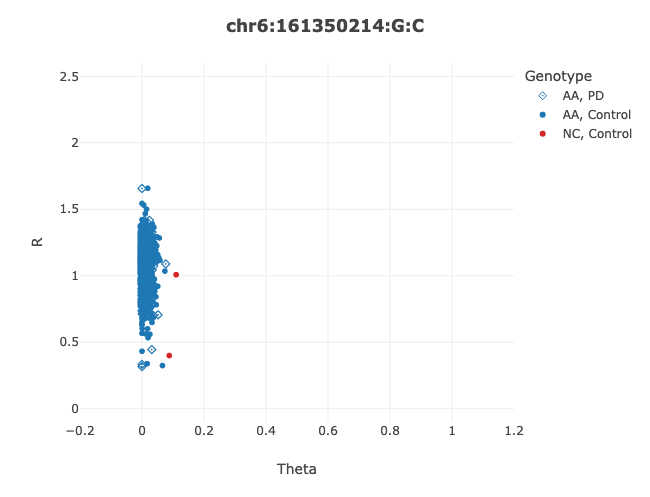 chr6:161350214:G:C
Genotype
AA, PD
AA, Control
NC, Control
2.5
2
1.5
1
0.5
0
−0.2 0 0.2 0.4 0.6 0.8 1 1.2
R
Theta